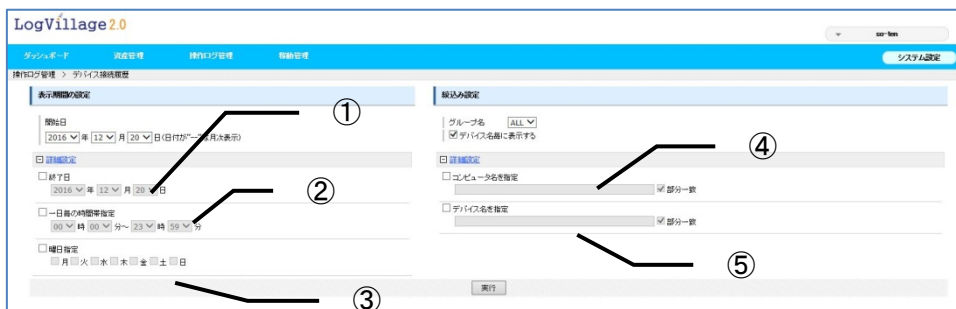 LogVillage 2.0
so-ten
ダッシュボード 資産管理 操作ログ管理 稼動管理
システム設定
操作ログ管理 > デバイス接続履歴
表示期間の設定
開始日
2016 年 12 月 20 日(日付が"--"は月次表示)
詳細設定
終了日
2016 年 12 月 20 日
一日毎の時間帯指定
00 時 00 分～ 23 時 59 分
曜日指定
月 火 水 木 金 土 日
①
②
③
絞込み設定
グループ名 ALL
デバイス名毎に表示する
詳細設定
コンピュータ名を指定
部分一致
デバイス名を指定
部分一致
④
⑤
実行